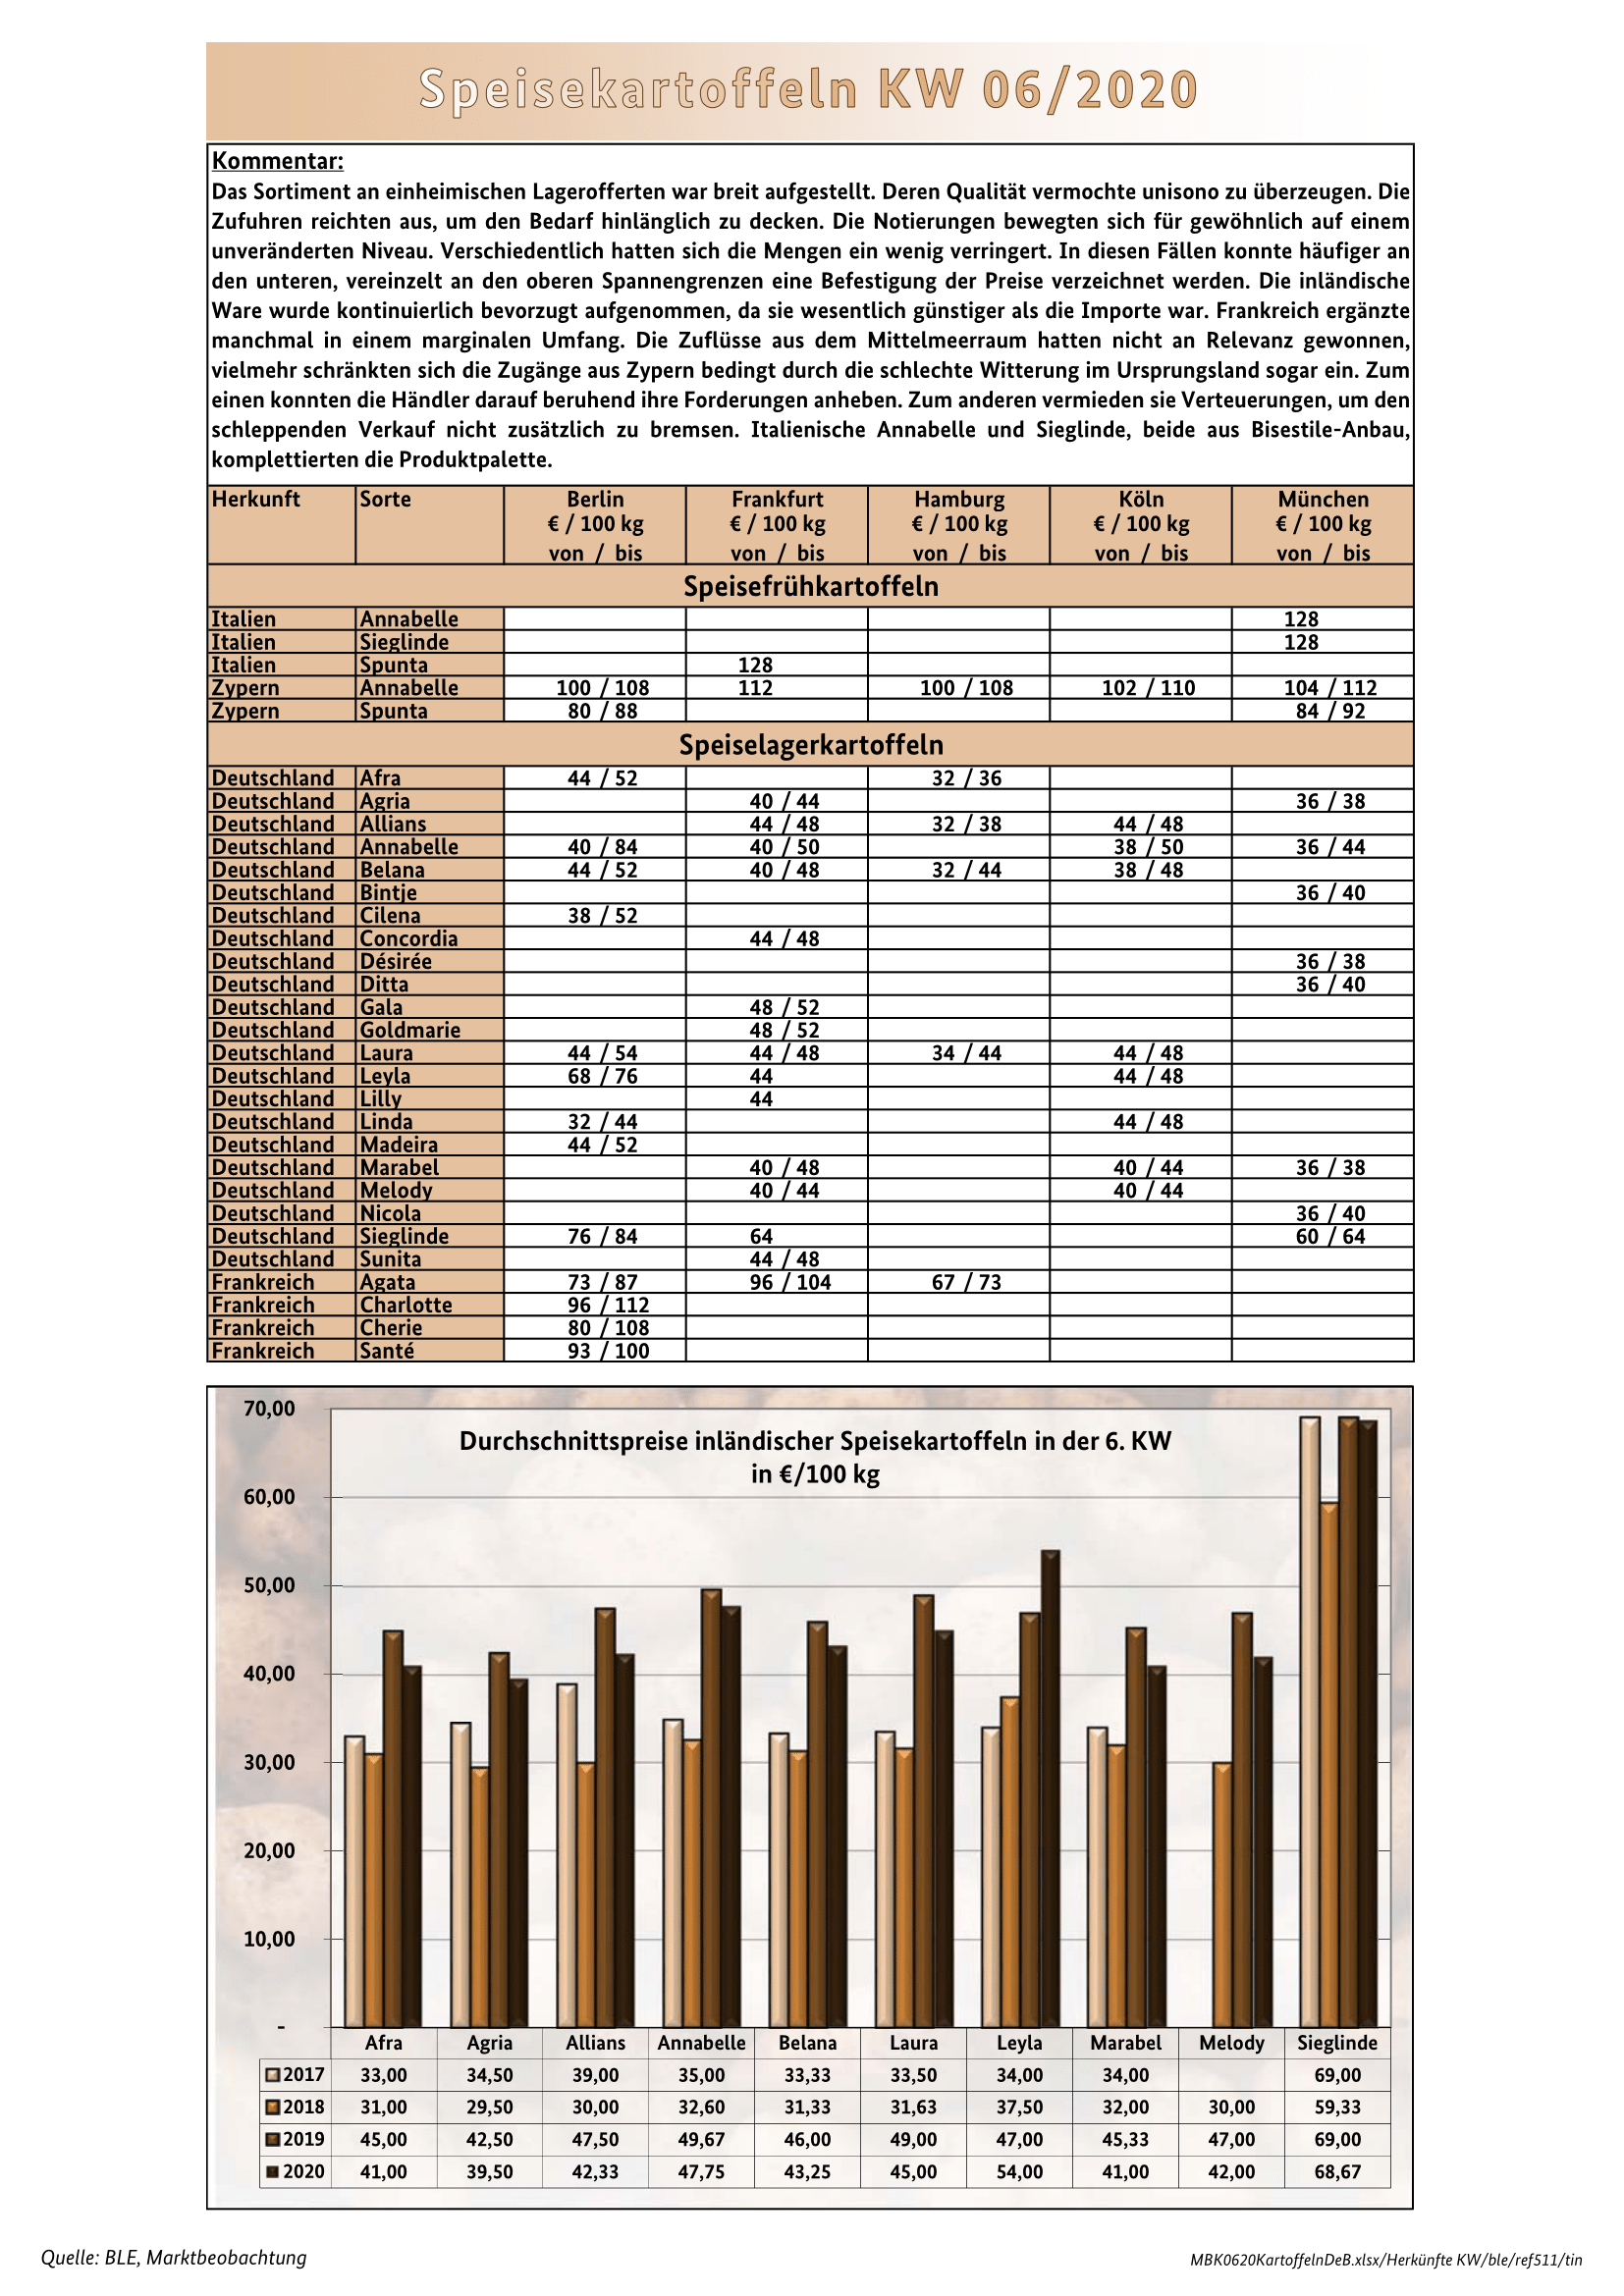 Speisekartoffeln KW 06/2020
Kommentar:
Das Sortiment an einheimischen Lagerofferten war breit aufgestellt. Deren Qualität vermochte unisono zu überzeugen. Die
Zufuhren reichten aus, um den Bedarf hinlänglich zu decken. Die Notierungen bewegten sich für gewöhnlich auf einem
unveränderten Niveau. Verschiedentlich hatten sich die Mengen ein wenig verringert. In diesen Fällen konnte häufiger an
den unteren, vereinzelt an den oberen Spannengrenzen eine Befestigung der Preise verzeichnet werden. Die inländische
Ware wurde kontinuierlich bevorzugt aufgenommen, da sie wesentlich günstiger als die Importe war. Frankreich ergänzte
manchmal in einem marginalen Umfang. Die Zuflüsse aus dem Mittelmeerraum hatten nicht an Relevanz gewonnen,
vielmehr schränkten sich die Zugänge aus Zypern bedingt durch die schlechte Witterung im Ursprungsland sogar ein. Zum
einen konnten die Händler darauf beruhend ihre Forderungen anheben. Zum anderen vermieden sie Verteuerungen, um den
schleppenden Verkauf nicht zusätzlich zu bremsen. Italienische Annabelle und Sieglinde, beide aus Bisestile-Anbau,
komplettierten die Produktpalette.
Herkunft Sorte Berlin Frankfurt Hamburg Köln München
€ / 100 kg € / 100 kg € / 100 kg € / 100 kg € / 100 kg
von / bis von / bis von / bis von / bis von / bis
Speisefrühkartoffeln
Italien Annabelle 128
Italien Sieglinde 128
Italien Spunta 128
Zypern Annabelle 100 / 108 112 100 / 108 102 / 110 104 / 112
Zypern Spunta 80 / 88 84 / 92
Speiselagerkartoffeln
Deutschland Afra 44 / 52 32 / 36
Deutschland Agria 40 / 44 36 / 38
Deutschland Allians 44 / 48 32 / 38 44 / 48
Deutschland Annabelle 40 / 84 40 / 50 38 / 50 36 / 44
Deutschland Belana 44 / 52 40 / 48 32 / 44 38 / 48
Deutschland Bintje 36 / 40
Deutschland Cilena 38 / 52
Deutschland Concordia 44 / 48
Deutschland Désirée 36 / 38
Deutschland Ditta 36 / 40
Deutschland Gala 48 / 52
Deutschland Goldmarie 48 / 52
Deutschland Laura 44 / 54 44 / 48 34 / 44 44 / 48
Deutschland Leyla 68 / 76 44 44 / 48
Deutschland Lilly 44
Deutschland Linda 32 / 44 44 / 48
Deutschland Madeira 44 / 52
Deutschland Marabel 40 / 48 40 / 44 36 / 38
Deutschland Melody 40 / 44 40 / 44
Deutschland Nicola 36 / 40
Deutschland Sieglinde 76 / 84 64 60 / 64
Deutschland Sunita 44 / 48
Frankreich Agata 73 / 87 96 / 104 67 / 73
Frankreich Charlotte 96 / 112
Frankreich Cherie 80 / 108
Frankreich Santé 93 / 100
Durchschnittspreise inländischer Speisekartoffeln in der 6. KW
in €/100 kg
70,00
60,00
50,00
40,00
30,00
20,00
10,00
-
Afra Agria Allians Annabelle Belana Laura Leyla Marabel Melody Sieglinde
2017 33,00 34,50 39,00 35,00 33,33 33,50 34,00 34,00 69,00
2018 31,00 29,50 30,00 32,60 31,33 31,63 37,50 32,00 30,00 59,33
2019 45,00 42,50 47,50 49,67 46,00 49,00 47,00 45,33 47,00 69,00
2020 41,00 39,50 42,33 47,75 43,25 45,00 54,00 41,00 42,00 68,67
Quelle: BLE, Marktbeobachtung
MBK0620KartoffelnDeB.xlsx/Herkünfte KW/ble/ref511/tin